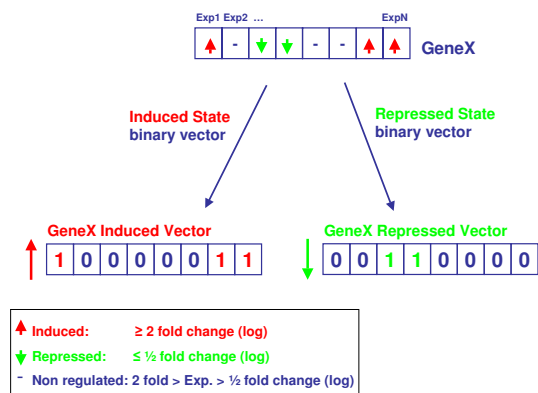 Exp1 Exp2 ... ExpN
- - - GeneX
Induced State
binary vector
Repressed State
binary vector
GeneX Induced Vector
1 0 0 0 0 0 1 1
GeneX Repressed Vector
0 0 1 1 0 0 0 0
Induced: ≥ 2 fold change (log)
Repressed: ≤ ½ fold change (log)
- Non regulated: 2 fold > Exp. > ½ fold change (log)